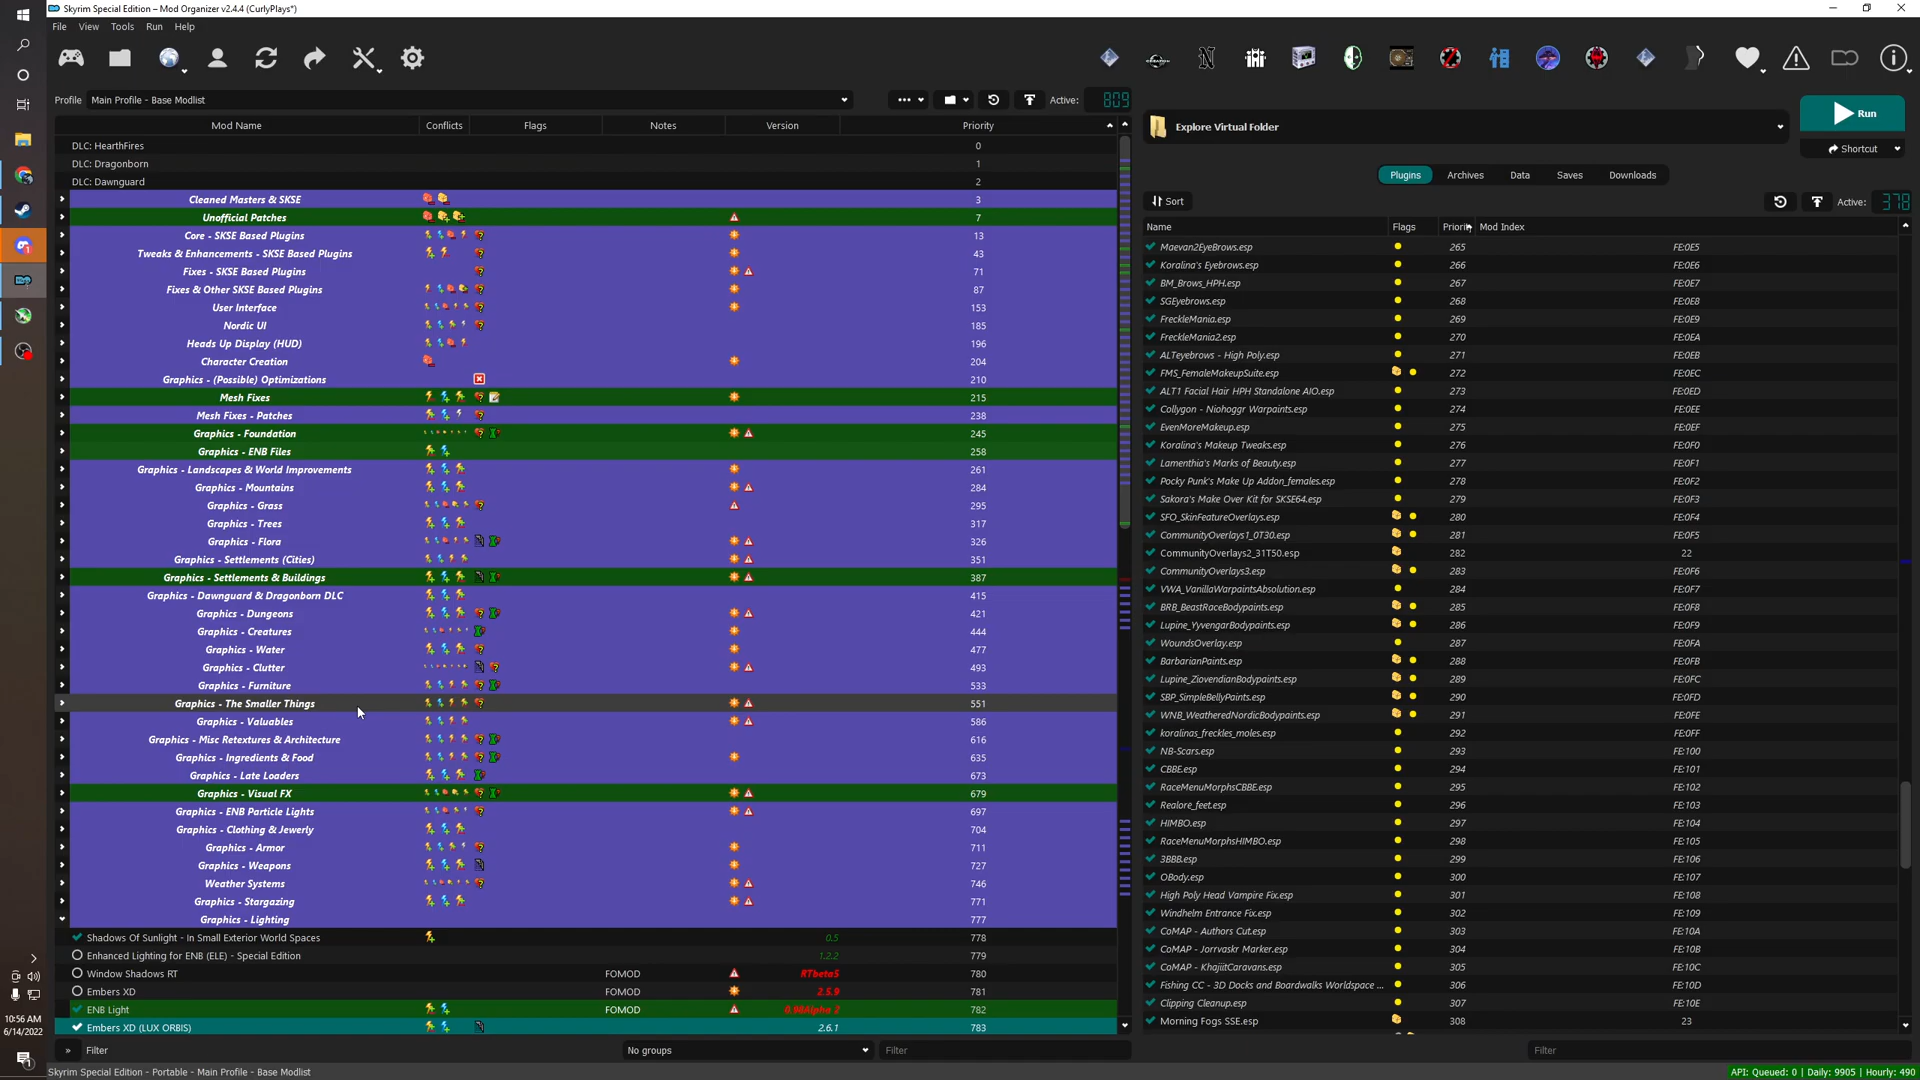 Skyrim Special Edition – Mod Organizer v2.4.4 (CurlyPlays*)
File View Tools Run Help
Profile Main Profile - Base Modlist Active: 809
Mod Name Conflicts Flags Notes Version Priority
DLC: HearthFires 0
DLC: Dragonborn 1
DLC: Dawnguard 2
Cleaned Masters & SKSE 3
Unofficial Patches 7
Core - SKSE Based Plugins 13
Tweaks & Enhancements - SKSE Based Plugins 43
Fixes - SKSE Based Plugins 71
Fixes & Other SKSE Based Plugins 87
User Interface 153
Nordic UI 185
Heads Up Display (HUD) 196
Character Creation 204
Graphics - (Possible) Optimizations 210
Mesh Fixes 215
Mesh Fixes - Patches 238
Graphics - Foundation 245
Graphics - ENB Files 258
Graphics - Landscapes & World Improvements 261
Graphics - Mountains 284
Graphics - Grass 295
Graphics - Trees 317
Graphics - Flora 326
Graphics - Settlements (Cities) 351
Graphics - Settlements & Buildings 387
Graphics - Dawnguard & Dragonborn DLC 415
Graphics - Dungeons 421
Graphics - Creatures 444
Graphics - Water 477
Graphics - Clutter 493
Graphics - Furniture 533
Graphics - The Smaller Things 551
Graphics - Valuables 586
Graphics - Misc Retextures & Architecture 616
Graphics - Ingredients & Food 635
Graphics - Late Loaders 673
Graphics - Visual FX 679
Graphics - ENB Particle Lights 697
Graphics - Clothing & Jewerly 704
Graphics - Armor 711
Graphics - Weapons 727
Weather Systems 746
Graphics - Stargazing 771
Graphics - Lighting 777
Shadows Of Sunlight - In Small Exterior World Spaces 0.5 778
Enhanced Lighting for ENB (ELE) - Special Edition 1.2.2 779
Window Shadows RT FOMOD RTbeta5 780
Embers XD FOMOD 2.5.9 781
ENB Light FOMOD 0.98Alpha 2 782
Embers XD (LUX ORBIS) 2.6.1 783
» Filter No groups Filter
Skyrim Special Edition - Portable - Main Profile - Base Modlist
10:56 AM
6/14/2022
Explore Virtual Folder
Run
Shortcut
Plugins Archives Data Saves Downloads
Sort Active: 378
Name Flags Priority Mod Index
Maevan2EyeBrows.esp 265 FE:0E5
Koralina's Eyebrows.esp 266 FE:0E6
BM_Brows_HPH.esp 267 FE:0E7
SGEyebrows.esp 268 FE:0E8
FreckleMania.esp 269 FE:0E9
FreckleMania2.esp 270 FE:0EA
ALTeyebrows - High Poly.esp 271 FE:0EB
FMS_FemaleMakeupSuite.esp 272 FE:0EC
ALT1 Facial Hair HPH Standalone AIO.esp 273 FE:0ED
Collygon - Niohoggr Warpaints.esp 274 FE:0EE
EvenMoreMakeup.esp 275 FE:0EF
Koralina's Makeup Tweaks.esp 276 FE:0F0
Lamenthia's Marks of Beauty.esp 277 FE:0F1
Pocky Punk's Make Up Addon_females.esp 278 FE:0F2
Sakora's Make Over Kit for SKSE64.esp 279 FE:0F3
SFO_SkinFeatureOverlays.esp 280 FE:0F4
CommunityOverlays1_0T30.esp 281 FE:0F5
CommunityOverlays2_31T50.esp 282 22
CommunityOverlays3.esp 283 FE:0F6
VWA_VanillaWarpaintsAbsolution.esp 284 FE:0F7
BRB_BeastRaceBodypaints.esp 285 FE:0F8
Lupine_YyvengarBodypaints.esp 286 FE:0F9
WoundsOverlay.esp 287 FE:0FA
BarbarianPaints.esp 288 FE:0FB
Lupine_ZiovendianBodypaints.esp 289 FE:0FC
SBP_SimpleBellyPaints.esp 290 FE:0FD
WNB_WeatheredNordicBodypaints.esp 291 FE:0FE
koralinas_freckles_moles.esp 292 FE:0FF
NB-Scars.esp 293 FE:100
CBBE.esp 294 FE:101
RaceMenuMorphsCBBE.esp 295 FE:102
Realore_feet.esp 296 FE:103
HIMBO.esp 297 FE:104
RaceMenuMorphsHIMBO.esp 298 FE:105
3BBB.esp 299 FE:106
OBody.esp 300 FE:107
High Poly Head Vampire Fix.esp 301 FE:108
Windhelm Entrance Fix.esp 302 FE:109
CoMAP - Authors Cut.esp 303 FE:10A
CoMAP - Jorrvaskr Marker.esp 304 FE:10B
CoMAP - KhajiitCaravans.esp 305 FE:10C
Fishing CC - 3D Docks and Boardwalks Worldspace ... 306 FE:10D
Clipping Cleanup.esp 307 FE:10E
Morning Fogs SSE.esp 308 23
Filter
API: Queued: 0 | Daily: 9905 | Hourly: 490